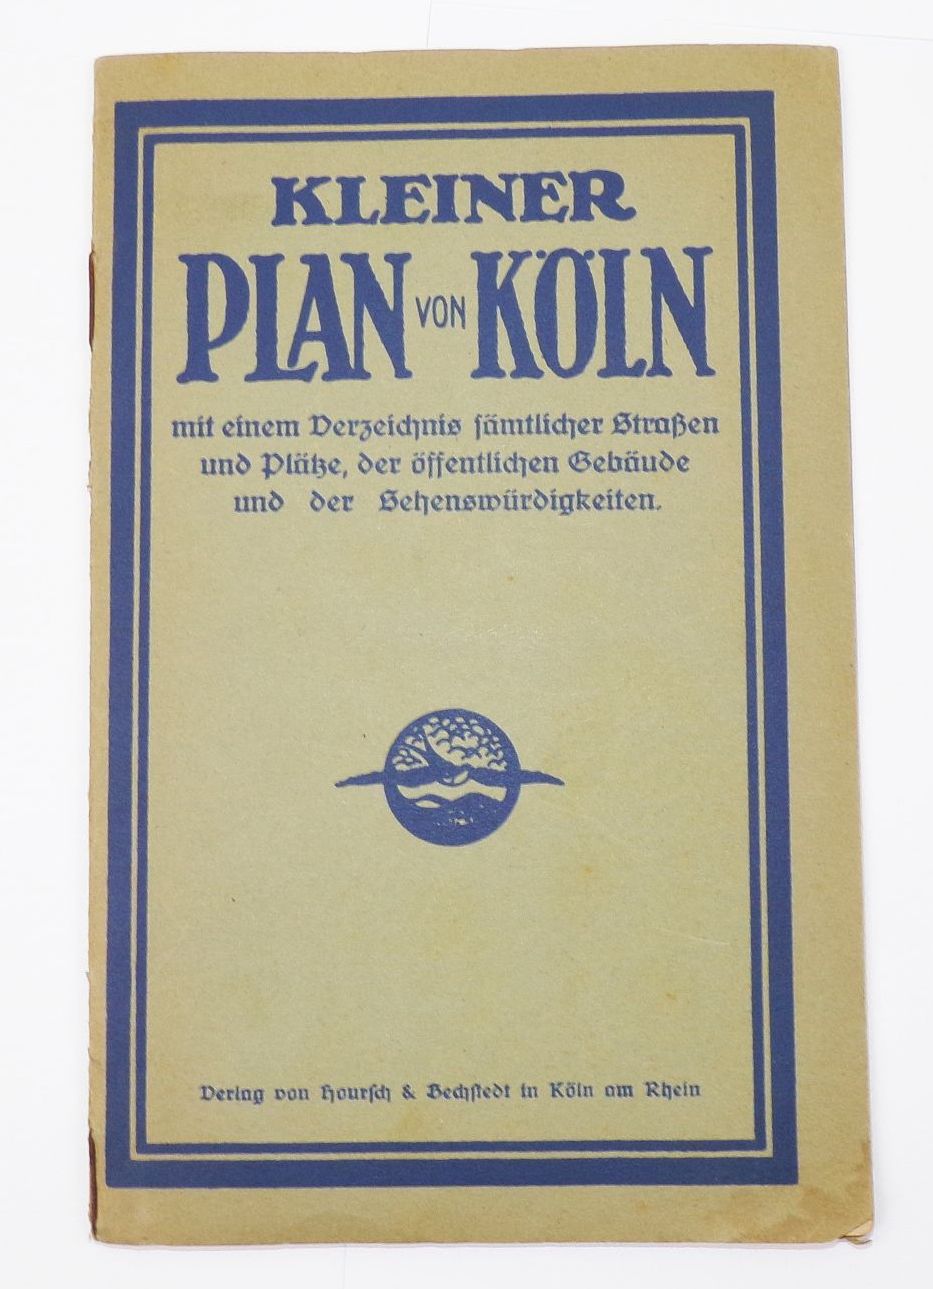 KLEINER
PLAN VON KÖLN
mit einem Verzeichnis sämtlicher Straßen
und Plätze, der öffentlichen Gebäude
und der Sehenswürdigkeiten.
Verlag von Hoursch & Bechstedt in Köln am Rhein